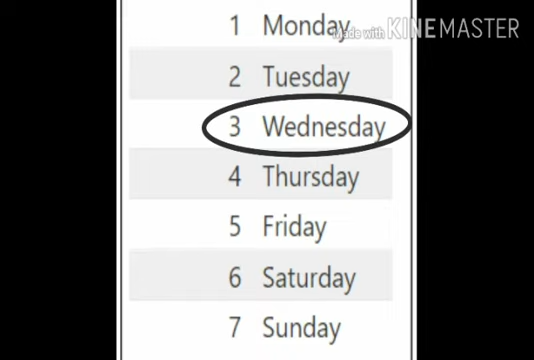 1 Monday
Made with KINEMASTER
2 Tuesday
3 Wednesday
4 Thursday
5 Friday
6 Saturday
7 Sunday